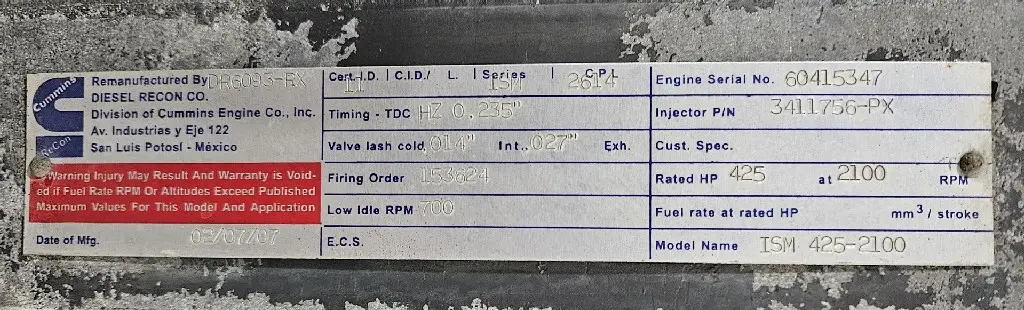 Cummins
ReCon
Remanufactured By DR6093-RX
DIESEL RECON CO.
Division of Cummins Engine Co., Inc.
Av. Industrias y Eje 122
San Luis Potosí - México
Warning Injury May Result And Warranty is Void-
ed if Fuel Rate RPM Or Altitudes Exceed Published
Maximum Values For This Model And Application
Date of Mfg. 02/07/07
Cert. I.D. | C.I.D./ L. | Series | C.P.L
11 ISM 2614
Timing - TDC HZ 0.235"
Valve lash cold .014" Int. .027" Exh.
Firing Order 153624
Low Idle RPM 700
E.C.S.
Engine Serial No. 60415347
Injector P/N 3411756-PX
Cust. Spec.
Rated HP 425 at 2100 RPM
Fuel rate at rated HP mm³ / stroke
Model Name ISM 425-2100